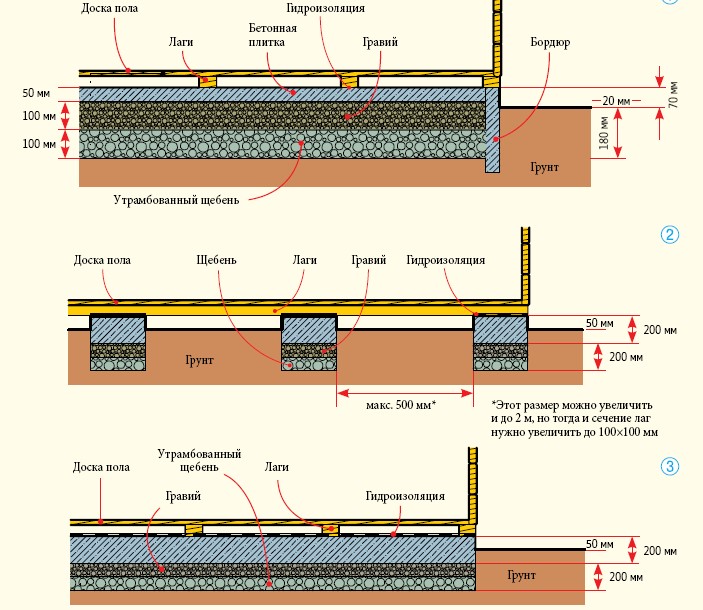 Доска пола
Гидроизоляция
Лаги
Бетонная
плитка
Гравий
Бордюр
50 мм
100 мм
100 мм
20 мм
70 мм
180 мм
Грунт
Утрамбованный щебень
2
Доска пола
Щебень
Лаги
Гравий
Гидроизоляция
50 мм
200 мм
200 мм
Грунт
макс. 500 мм*
*Этот размер можно увеличить
и до 2 м, но тогда и сечение лаг
нужно увеличить до 100×100 мм
3
Доска пола
Утрамбованный
щебень
Лаги
Гравий
Гидроизоляция
50 мм
200 мм
200 мм
Грунт